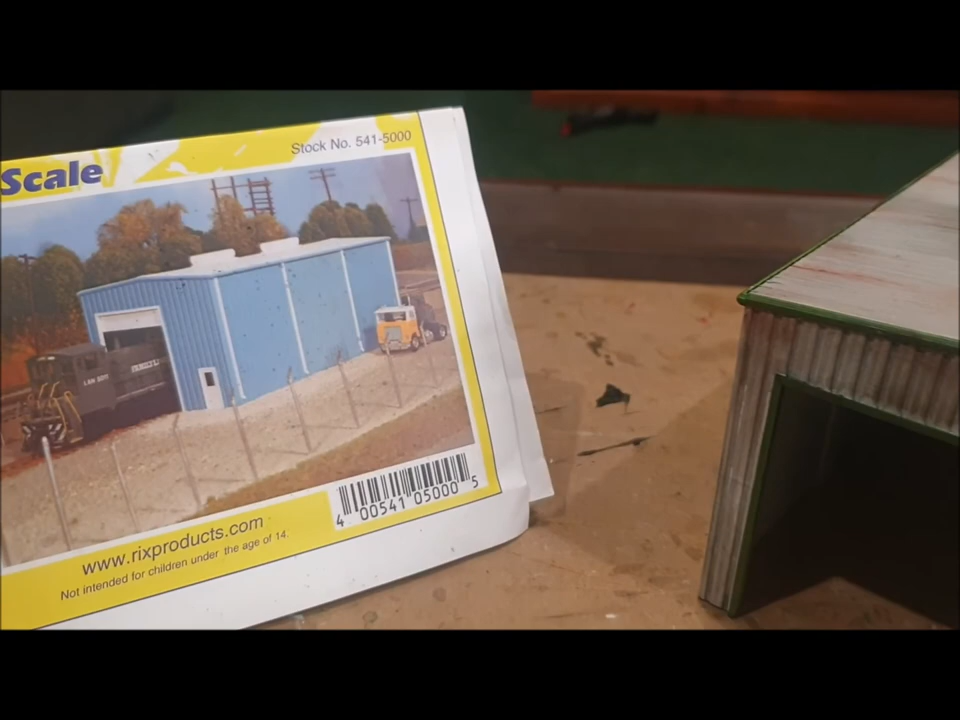 Scale
Stock No. 541-5000
4 00541 05000 5
www.rixproducts.com
Not intended for children under the age of 14.